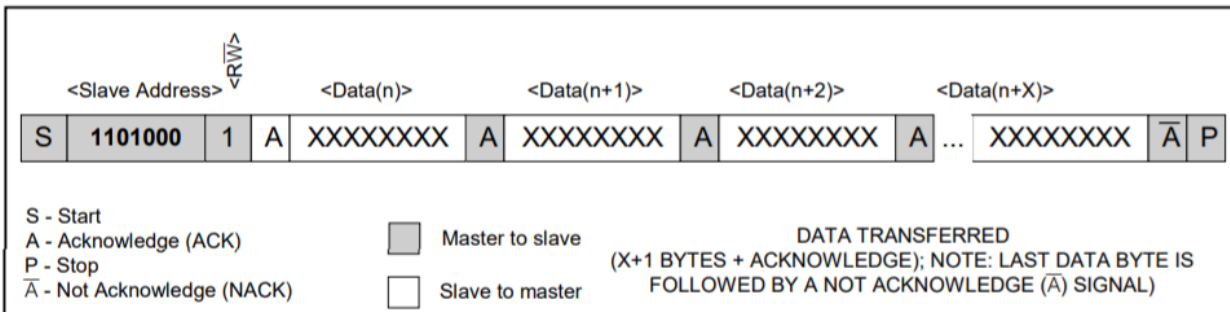 <Slave Address>
<RW̅>
<Data(n)>
<Data(n+1)>
<Data(n+2)>
<Data(n+X)>
S 1101000 1 A XXXXXXXX A XXXXXXXX A XXXXXXXX A ... XXXXXXXX A̅ P
S - Start
A - Acknowledge (ACK)
P - Stop
A̅ - Not Acknowledge (NACK)
Master to slave
Slave to master
DATA TRANSFERRED
(X+1 BYTES + ACKNOWLEDGE); NOTE: LAST DATA BYTE IS
FOLLOWED BY A NOT ACKNOWLEDGE (A̅) SIGNAL)